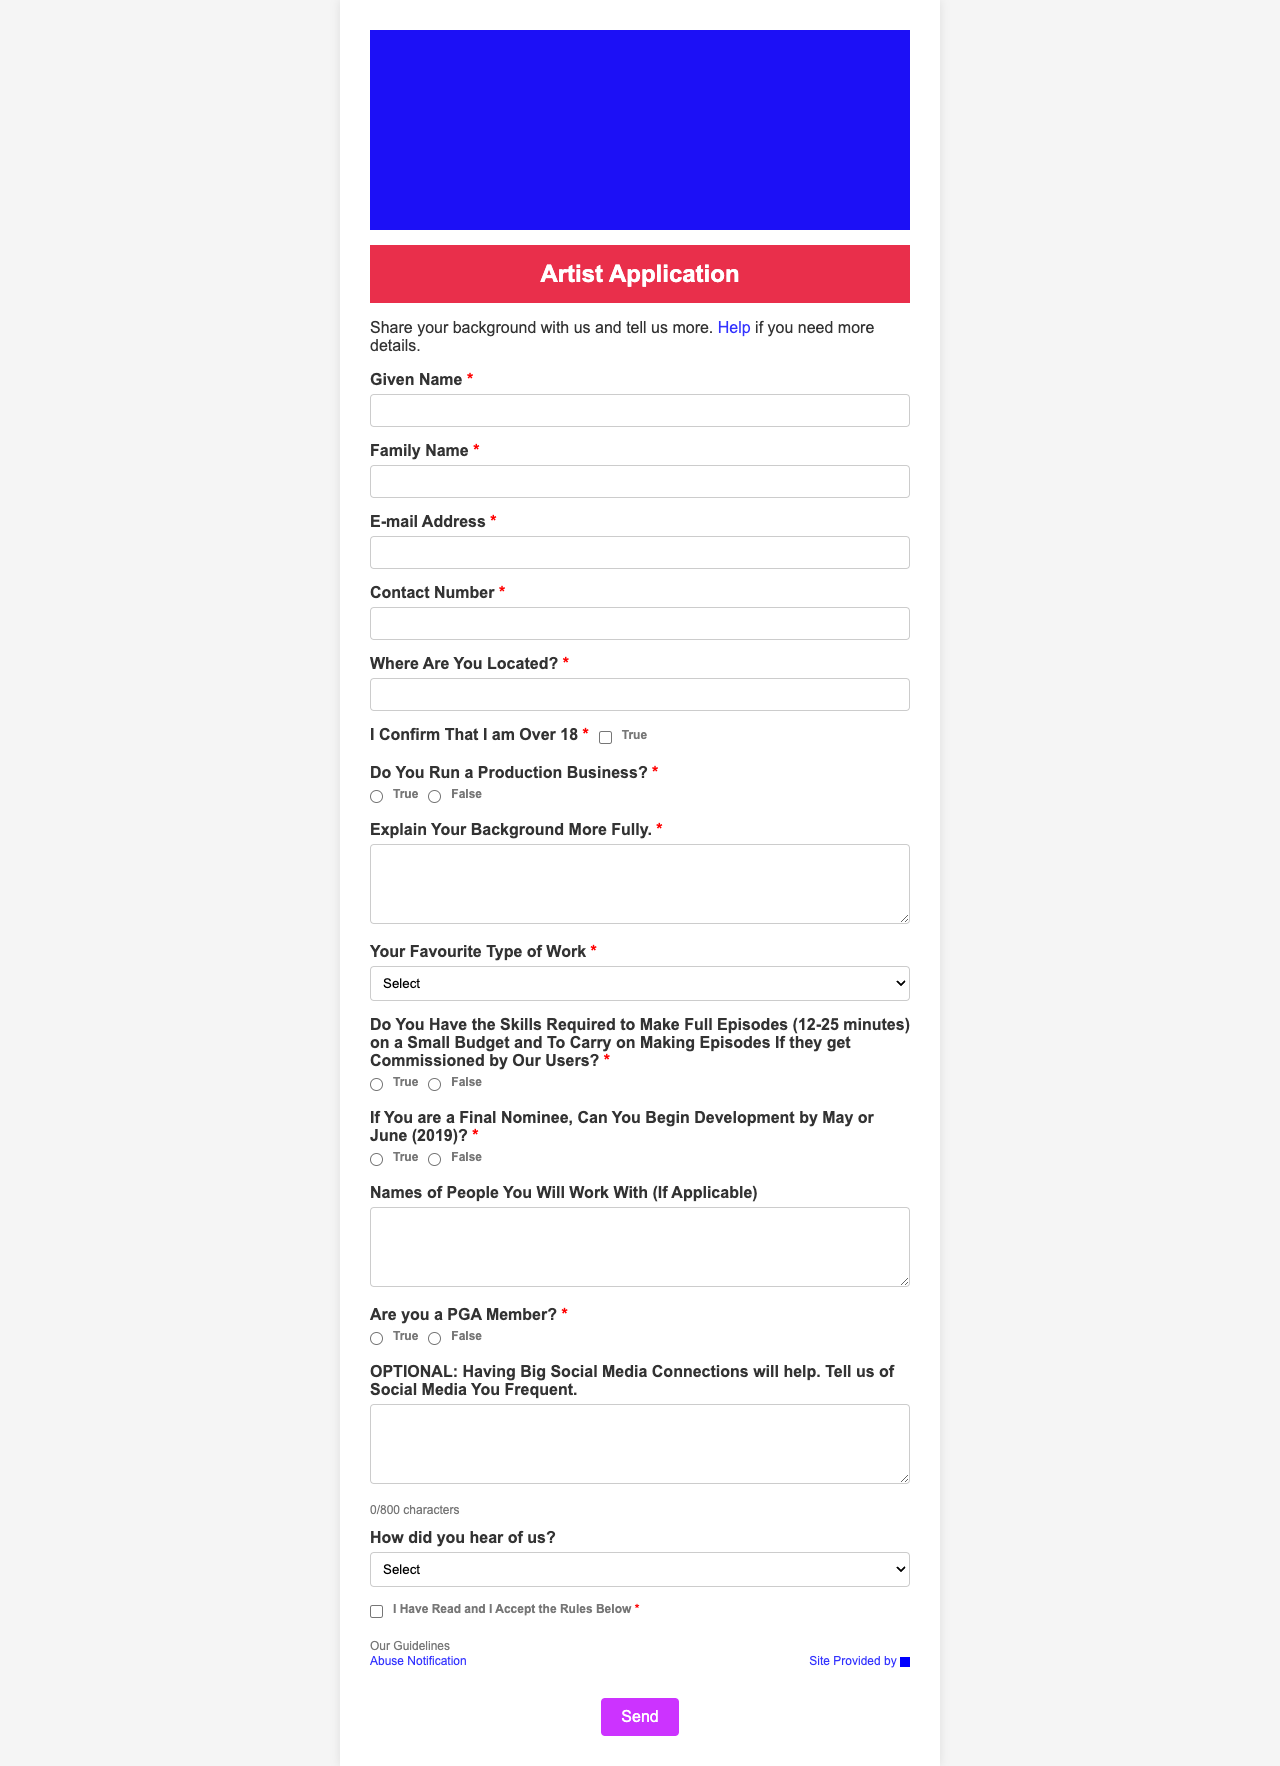 Artist Application
Share your background with us and tell us more. Help if you need more
details.
Given Name *
Family Name *
E-mail Address *
Contact Number *
Where Are You Located? *
I Confirm That I am Over 18 * True
Do You Run a Production Business? *
True False
Explain Your Background More Fully. *
Your Favourite Type of Work *
Select
Do You Have the Skills Required to Make Full Episodes (12-25 minutes)
on a Small Budget and To Carry on Making Episodes If they get
Commissioned by Our Users? *
True False
If You are a Final Nominee, Can You Begin Development by May or
June (2019)? *
True False
Names of People You Will Work With (If Applicable)
Are you a PGA Member? *
True False
OPTIONAL: Having Big Social Media Connections will help. Tell us of
Social Media You Frequent.
0/800 characters
How did you hear of us?
Select
I Have Read and I Accept the Rules Below *
Our Guidelines
Abuse Notification Site Provided by
Send